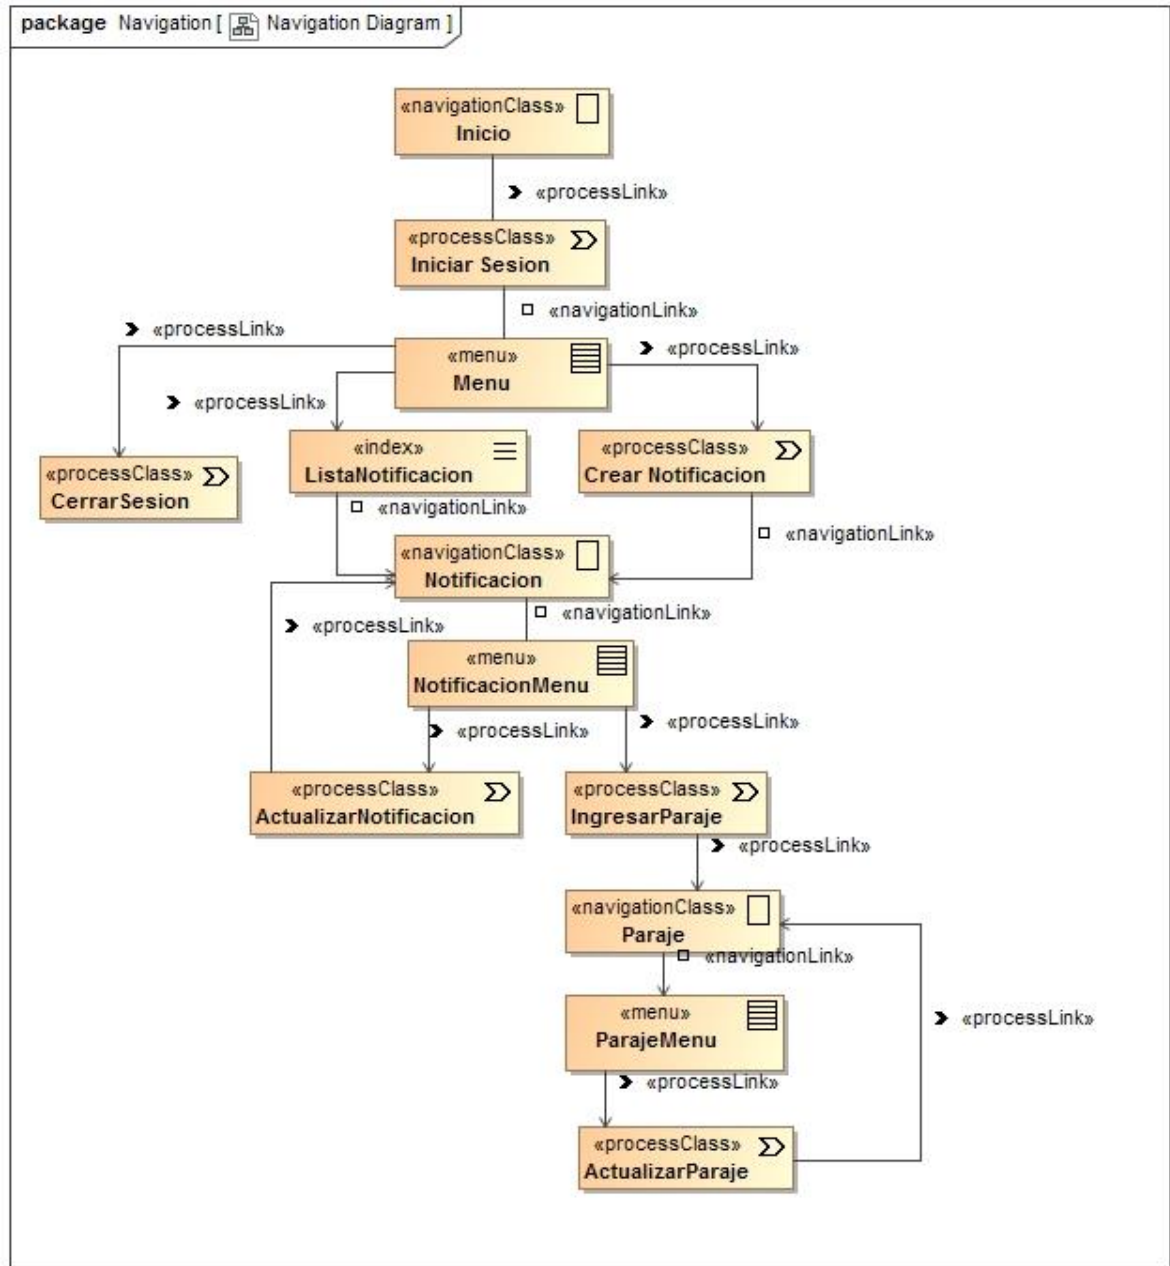 package Navigation [ Navigation Diagram ]
«navigationClass»
Inicio
«processLink»
«processClass»
Iniciar Sesion
«navigationLink»
«processLink»
«menu»
Menu
«processLink»
«processLink»
«index»
ListaNotificacion
«processClass»
Crear Notificacion
«processClass»
CerrarSesion
«navigationLink»
«navigationLink»
«navigationClass»
Notificacion
«navigationLink»
«processLink»
«menu»
NotificacionMenu
«processLink»
«processLink»
«processClass»
ActualizarNotificacion
«processClass»
IngresarParaje
«processLink»
«navigationClass»
Paraje
«navigationLink»
«menu»
ParajeMenu
«processLink»
«processLink»
«processClass»
ActualizarParaje